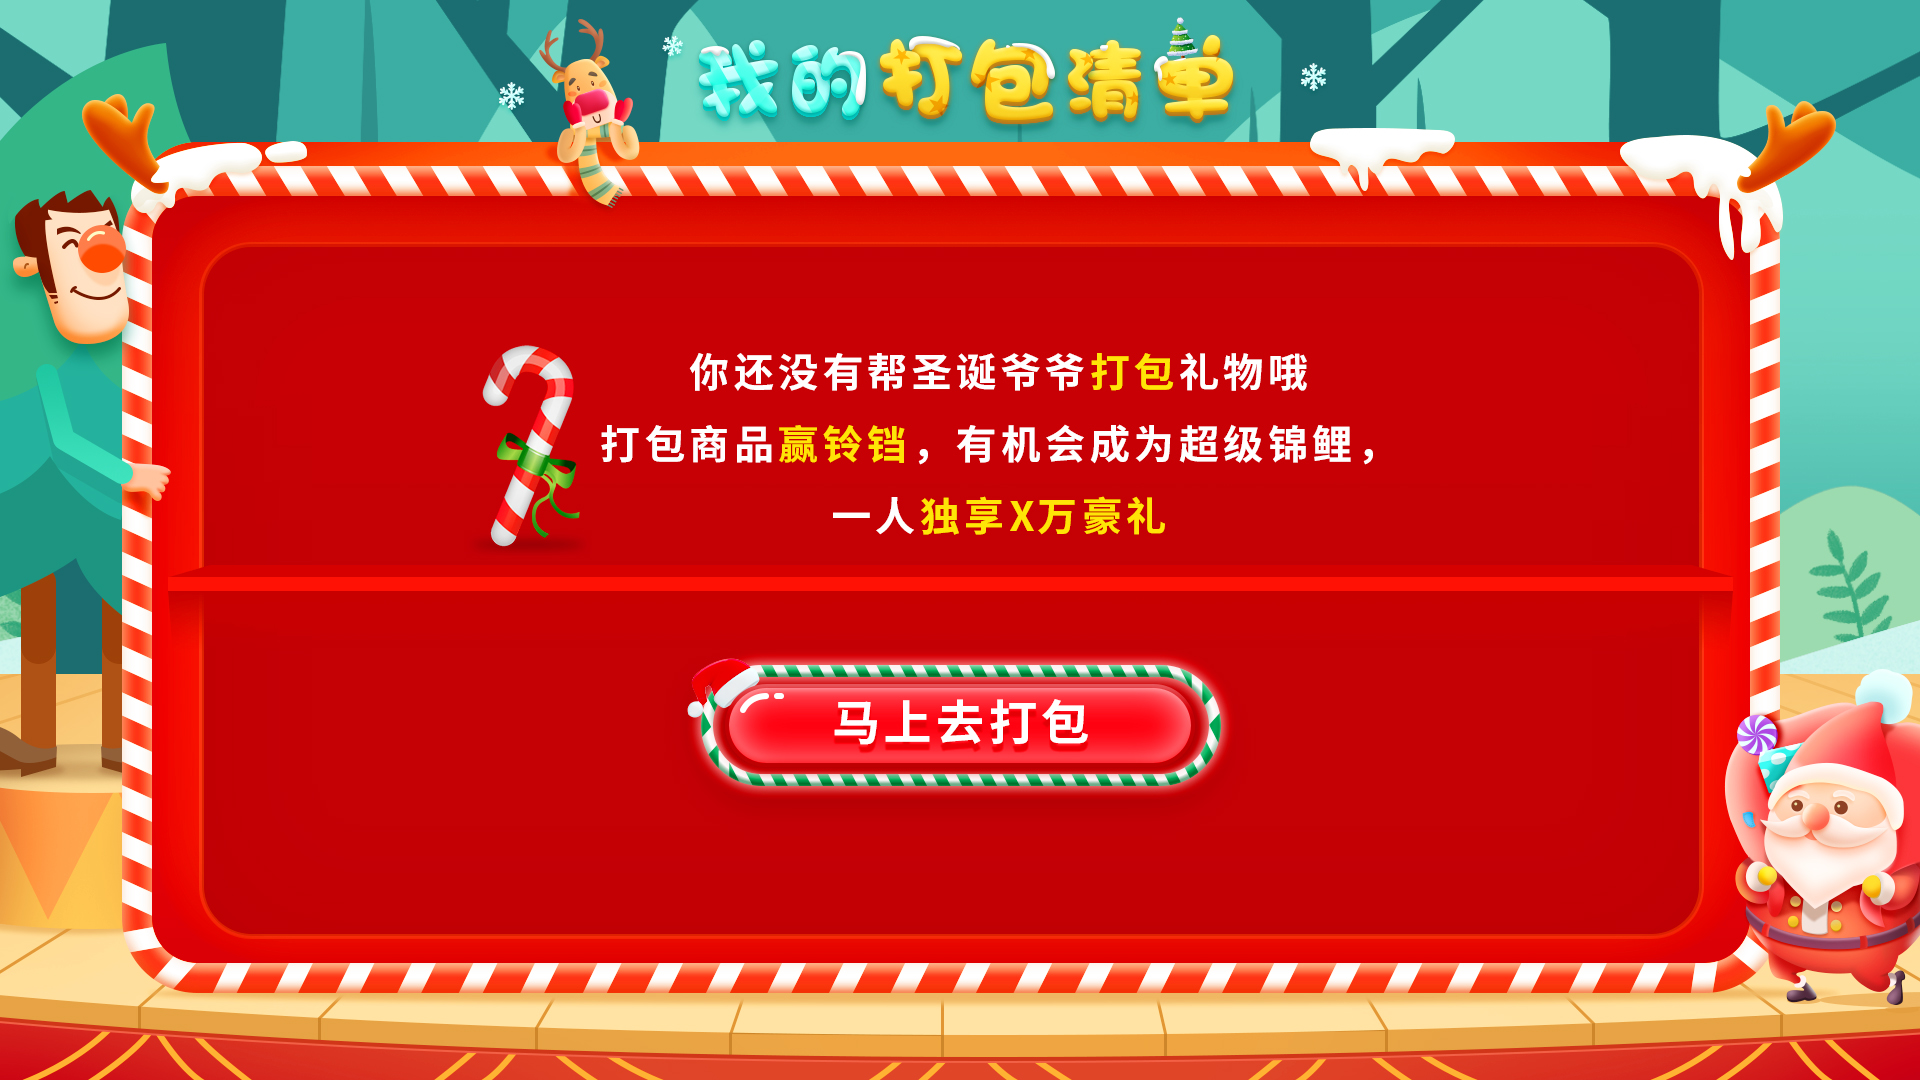 我的打包清单
你还没有帮圣诞爷爷打包礼物哦
打包商品赢铃铛，有机会成为超级锦鲤，
一人独享X万豪礼
马上去打包